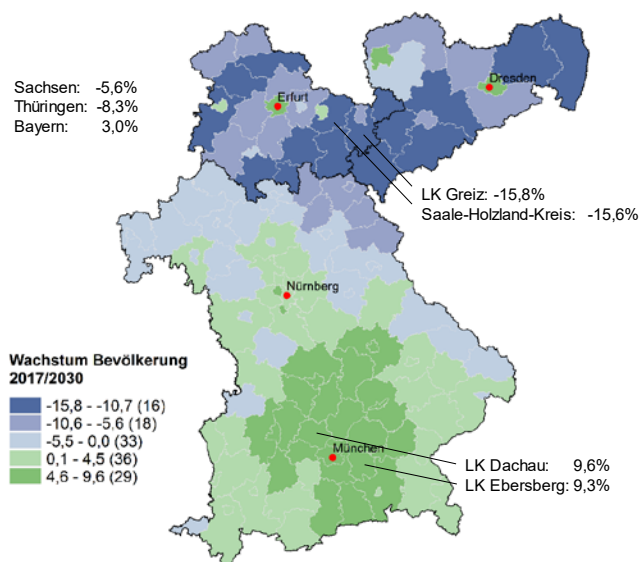 Sachsen: -5,6%
Thüringen: -8,3%
Bayern: 3,0%
Dresden
Erfurt
LK Greiz: -15,8%
Saale-Holzland-Kreis: -15,6%
Nürnberg
Wachstum Bevölkerung
2017/2030
-15,8 - -10,7 (16)
-10,6 - -5,6 (18)
-5,5 - 0,0 (33)
0,1 - 4,5 (36)
4,6 - 9,6 (29)
München
LK Dachau: 9,6%
LK Ebersberg: 9,3%